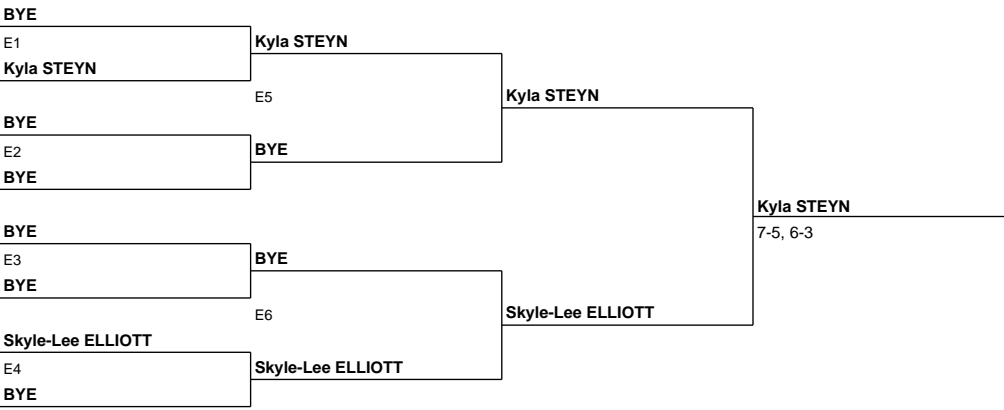 BYE
E1
Kyla STEYN
Kyla STEYN
E5
Kyla STEYN
BYE
E2
BYE
BYE
Kyla STEYN
7-5, 6-3
BYE
E3
BYE
BYE
E6
Skyle-Lee ELLIOTT
Skyle-Lee ELLIOTT
E4
Skyle-Lee ELLIOTT
BYE